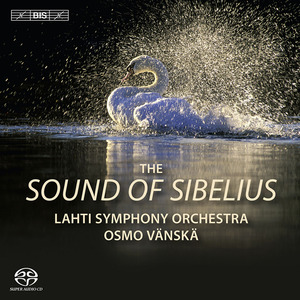 BIS
THE
SOUND OF SIBELIUS
LAHTI SYMPHONY ORCHESTRA
OSMO VÄNSKÄ
SUPER AUDIO CD